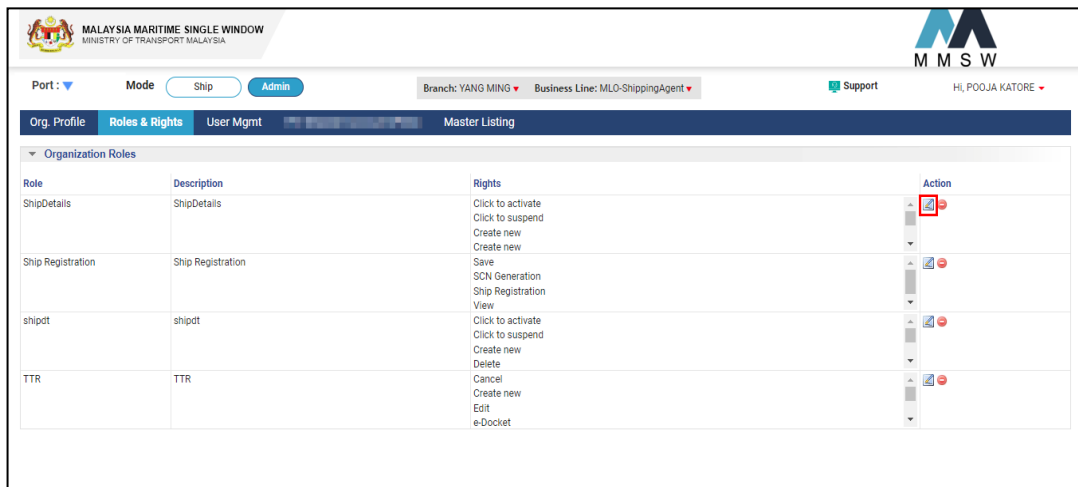 MALAYSIA MARITIME SINGLE WINDOW
MINISTRY OF TRANSPORT MALAYSIA
M M S W
Port : Mode Ship Admin Branch: YANG MING Business Line: MLO-ShippingAgent Support Hi, POOJA KATORE
Org. Profile Roles & Rights User Mgmt Master Listing
Organization Roles
Role Description Rights Action
ShipDetails ShipDetails Click to activate
Click to suspend
Create new
Create new
Ship Registration Ship Registration Save
SCN Generation
Ship Registration
View
shipdt shipdt Click to activate
Click to suspend
Create new
Delete
TTR TTR Cancel
Create new
Edit
e-Docket